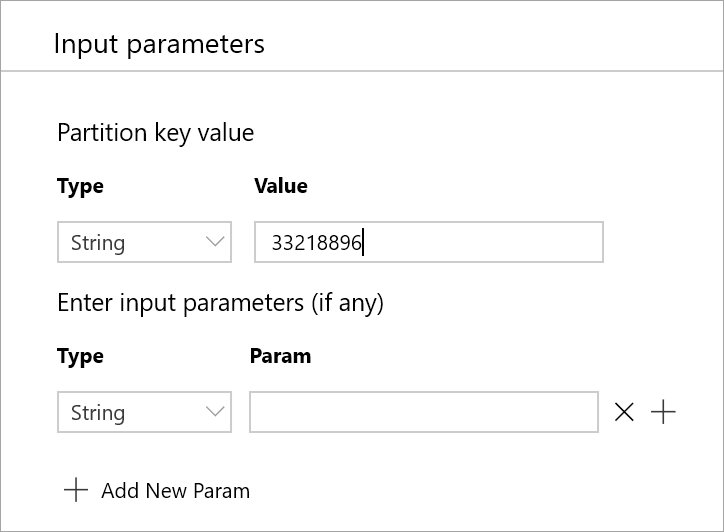 Input parameters
Partition key value
Type Value
String 33218896
Enter input parameters (if any)
Type Param
String
Add New Param